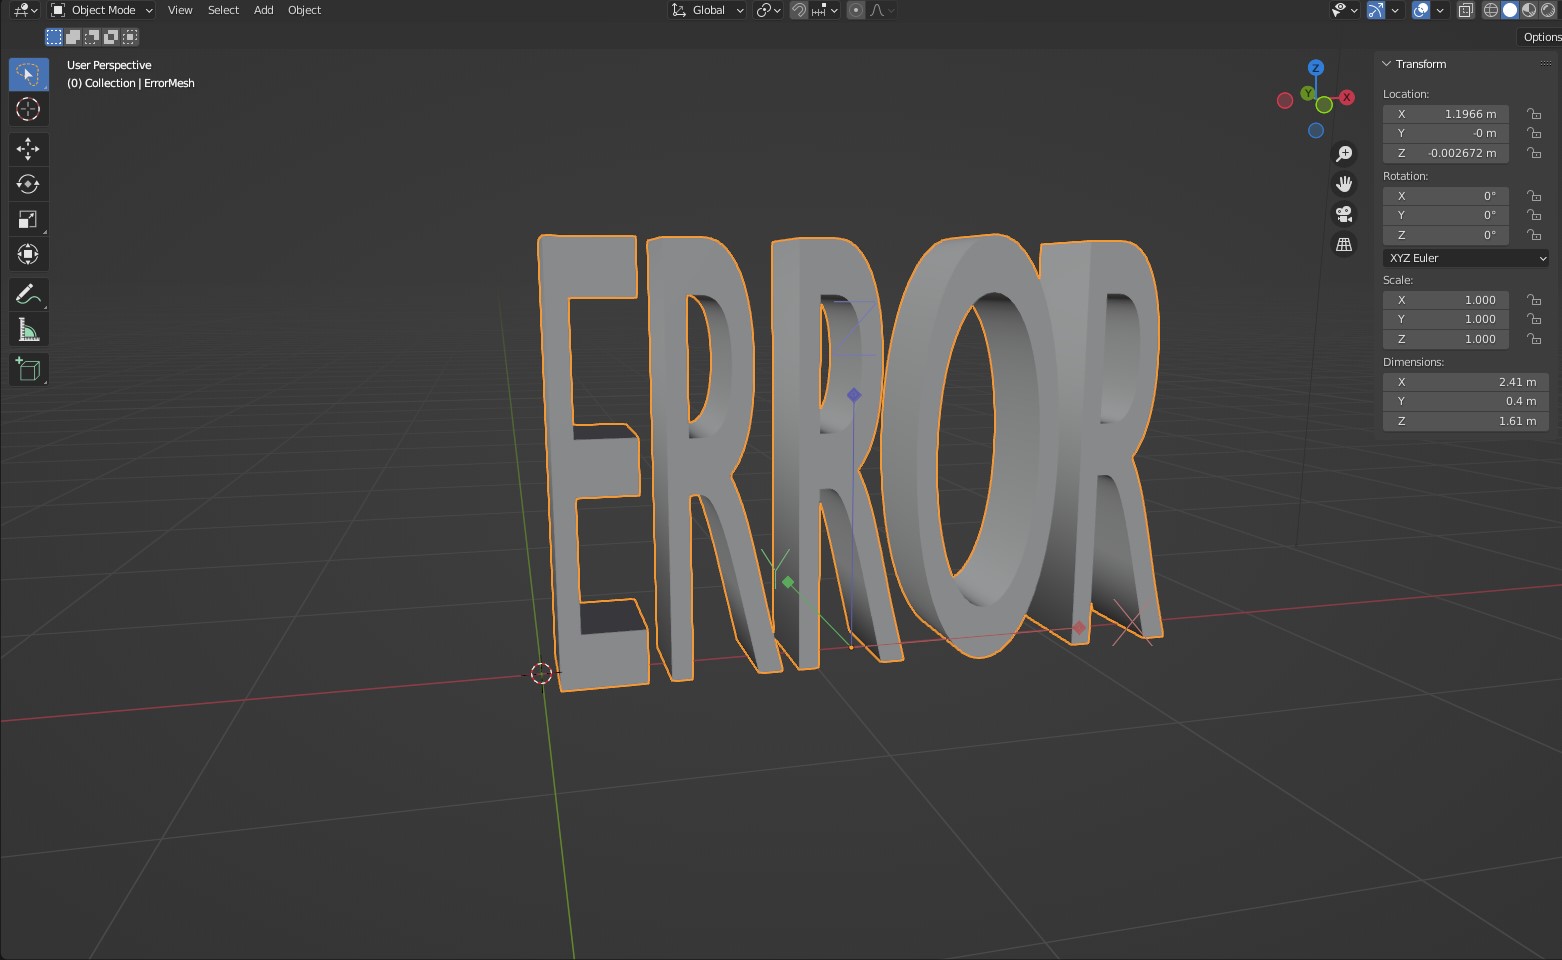 Object Mode View Select Add Object Global
Options
User Perspective
(0) Collection | ErrorMesh
Z
Y
X
Transform
Location:
X 1.1966 m
Y -0 m
Z -0.002672 m
Rotation:
X 0°
Y 0°
Z 0°
XYZ Euler
Scale:
X 1.000
Y 1.000
Z 1.000
Dimensions:
X 2.41 m
Y 0.4 m
Z 1.61 m
ERROR
Z
Y
X